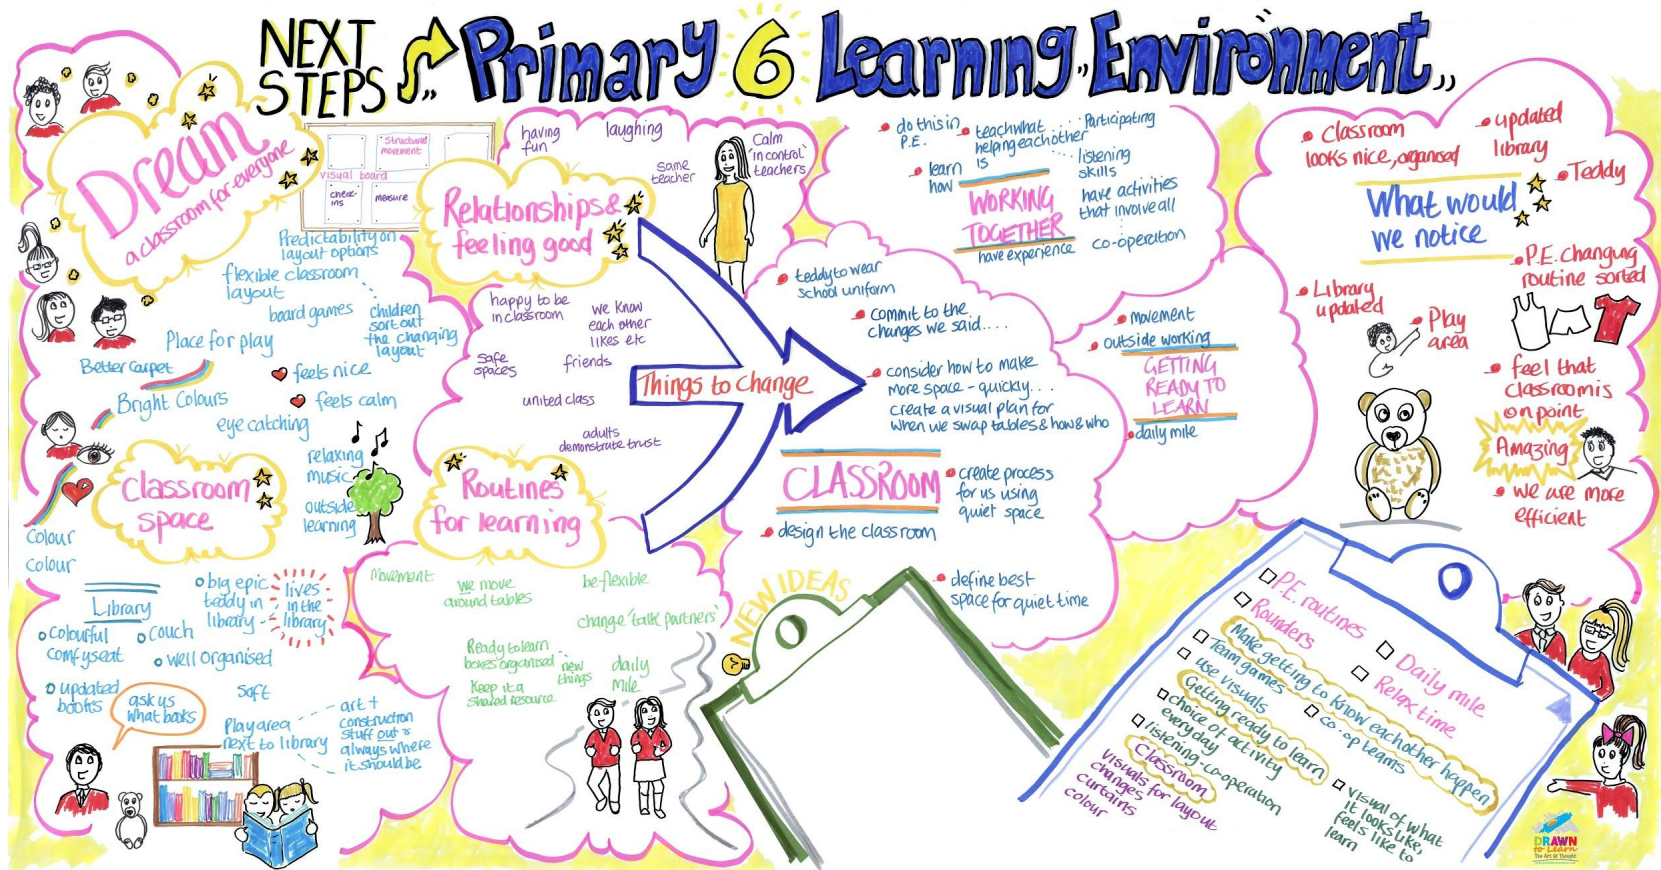 NEXT
STEPS
Primary 6 Learning Environment
Dream
a classroom for everyone
Structured
movement
visual board
check-
ins
measure
Predictability on
layout options
flexible classroom
layout
board games
children
sort out
the changing
layout
Place for play
Better Carpet
Bright Colours
feels nice
feels calm
eye catching
relaxing
music
outside
learning
Classroom
space
colour
colour
Library
big epic
teddy in
library
lives
in the
library
colourful
comfy seat
couch
well organised
updated
books
ask us
what books
Soft
Play area
next to library
art +
construction
stuff out &
always where
it should be
Relationships &
feeling good
having
fun
laughing
same
teacher
Calm
'in control'
teachers
happy to be
in classroom
we know
each other
likes etc
safe
spaces
friends
united class
adults
demonstrate trust
Routines
for learning
Movement
we move
around tables
be flexible
change 'talk partners'
Ready to learn
boxes organised
new
things
Keep it a
shared resource
daily
mile
Things to Change
do this in
P.E.
teach what
helping each other
is
Participating
listening
skills
learn
how
WORKING
TOGETHER
have activities
that involve all
have experience
co-operation
teddy to wear
school uniform
commit to the
changes we said....
consider how to make
more space - quickly...
create a visual plan for
when we swap tables & how & who
CLASSROOM
create process
for us using
quiet space
design the classroom
define best
space for quiet time
movement
outside working
GETTING
READY TO
LEARN
daily mile
What would
we notice
Classroom
looks nice, organised
updated
library
Teddy
P.E. Changing
routine sorted
Library
updated
Play
area
feel that
classroom is
on point
Amazing
we are more
efficient
NEW IDEAS
P.E. routines
Rounders
Daily mile
Relax time
Make getting to know each other happen
Team games
co-op teams
use visuals
Getting ready to learn
choice of activity
everyday
listening - co-operation
visual of what
it looks like,
feels like to
learn
Classroom
visuals for layout
changes
curtains
colour
DRAWN
to Learn
The Art Of Thought